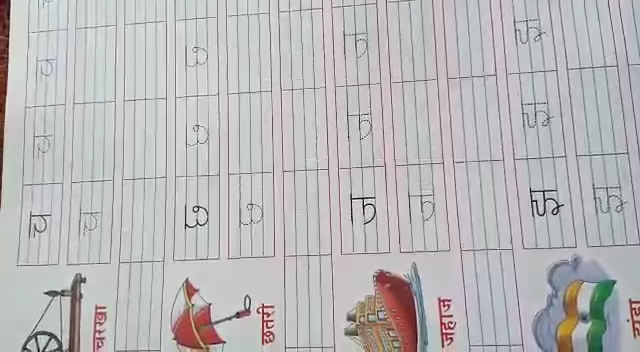 च च च
च
चरखा
छ छ छ
छ
छतरी
ज ज ज
ज
जहाज
झ झ झ
झ